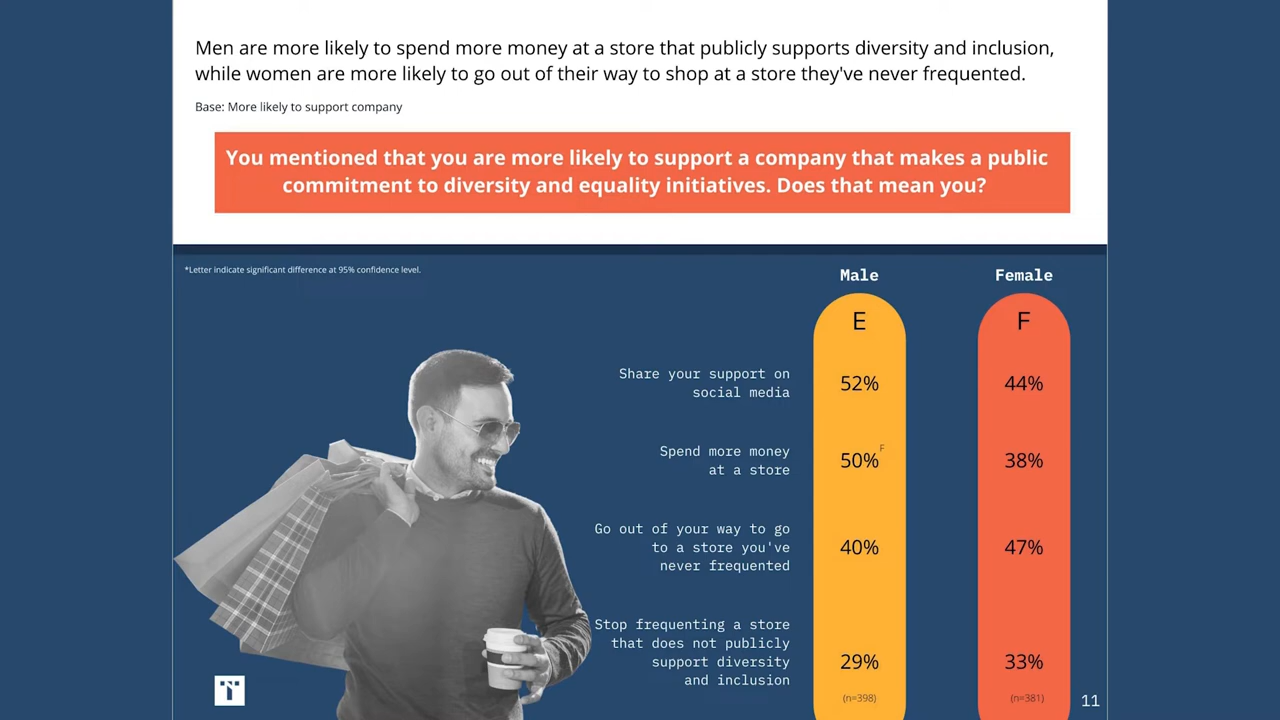 Men are more likely to spend more money at a store that publicly supports diversity and inclusion,
while women are more likely to go out of their way to shop at a store they've never frequented.
Base: More likely to support company
You mentioned that you are more likely to support a company that makes a public
commitment to diversity and equality initiatives. Does that mean you?
*Letter indicate significant difference at 95% confidence level.
Male Female
E F
Share your support on
social media
52% 44%
Spend more money
at a store
50% F 38%
Go out of your way to go
to a store you've
never frequented
40% 47%
Stop frequenting a store
that does not publicly
support diversity
and inclusion
29% 33%
(n=398) (n=381)
11